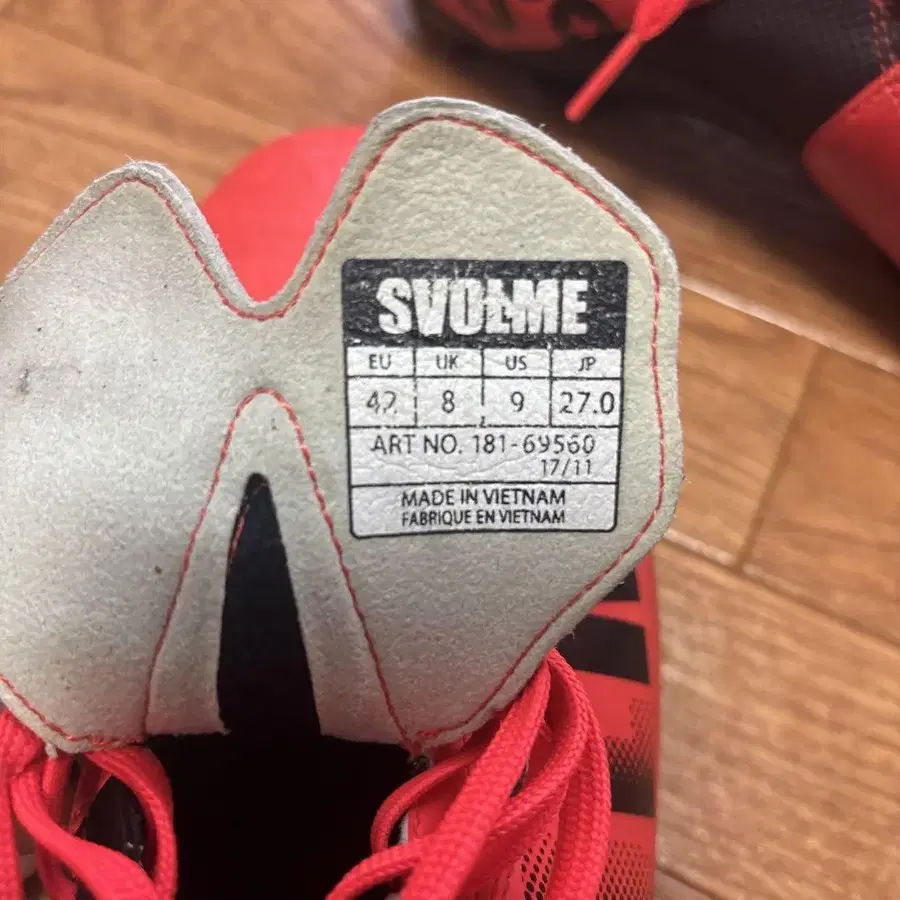 SVOLME
EU UK US JP
42 8 9 27.0
ART NO. 181-69560
17/11
MADE IN VIETNAM
FABRIQUE EN VIETNAM